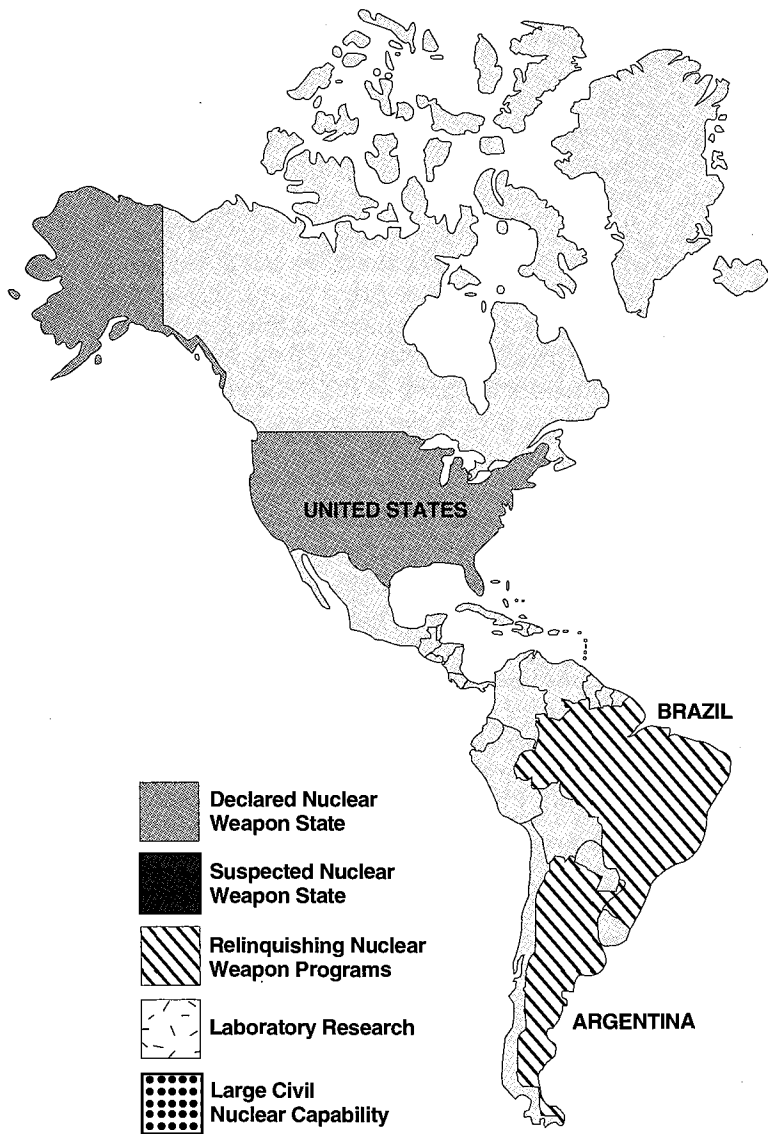 UNITED STATES
BRAZIL
Declared Nuclear
Weapon State
Suspected Nuclear
Weapon State
Relinquishing Nuclear
Weapon Programs
Laboratory Research
ARGENTINA
Large Civil
Nuclear Capability